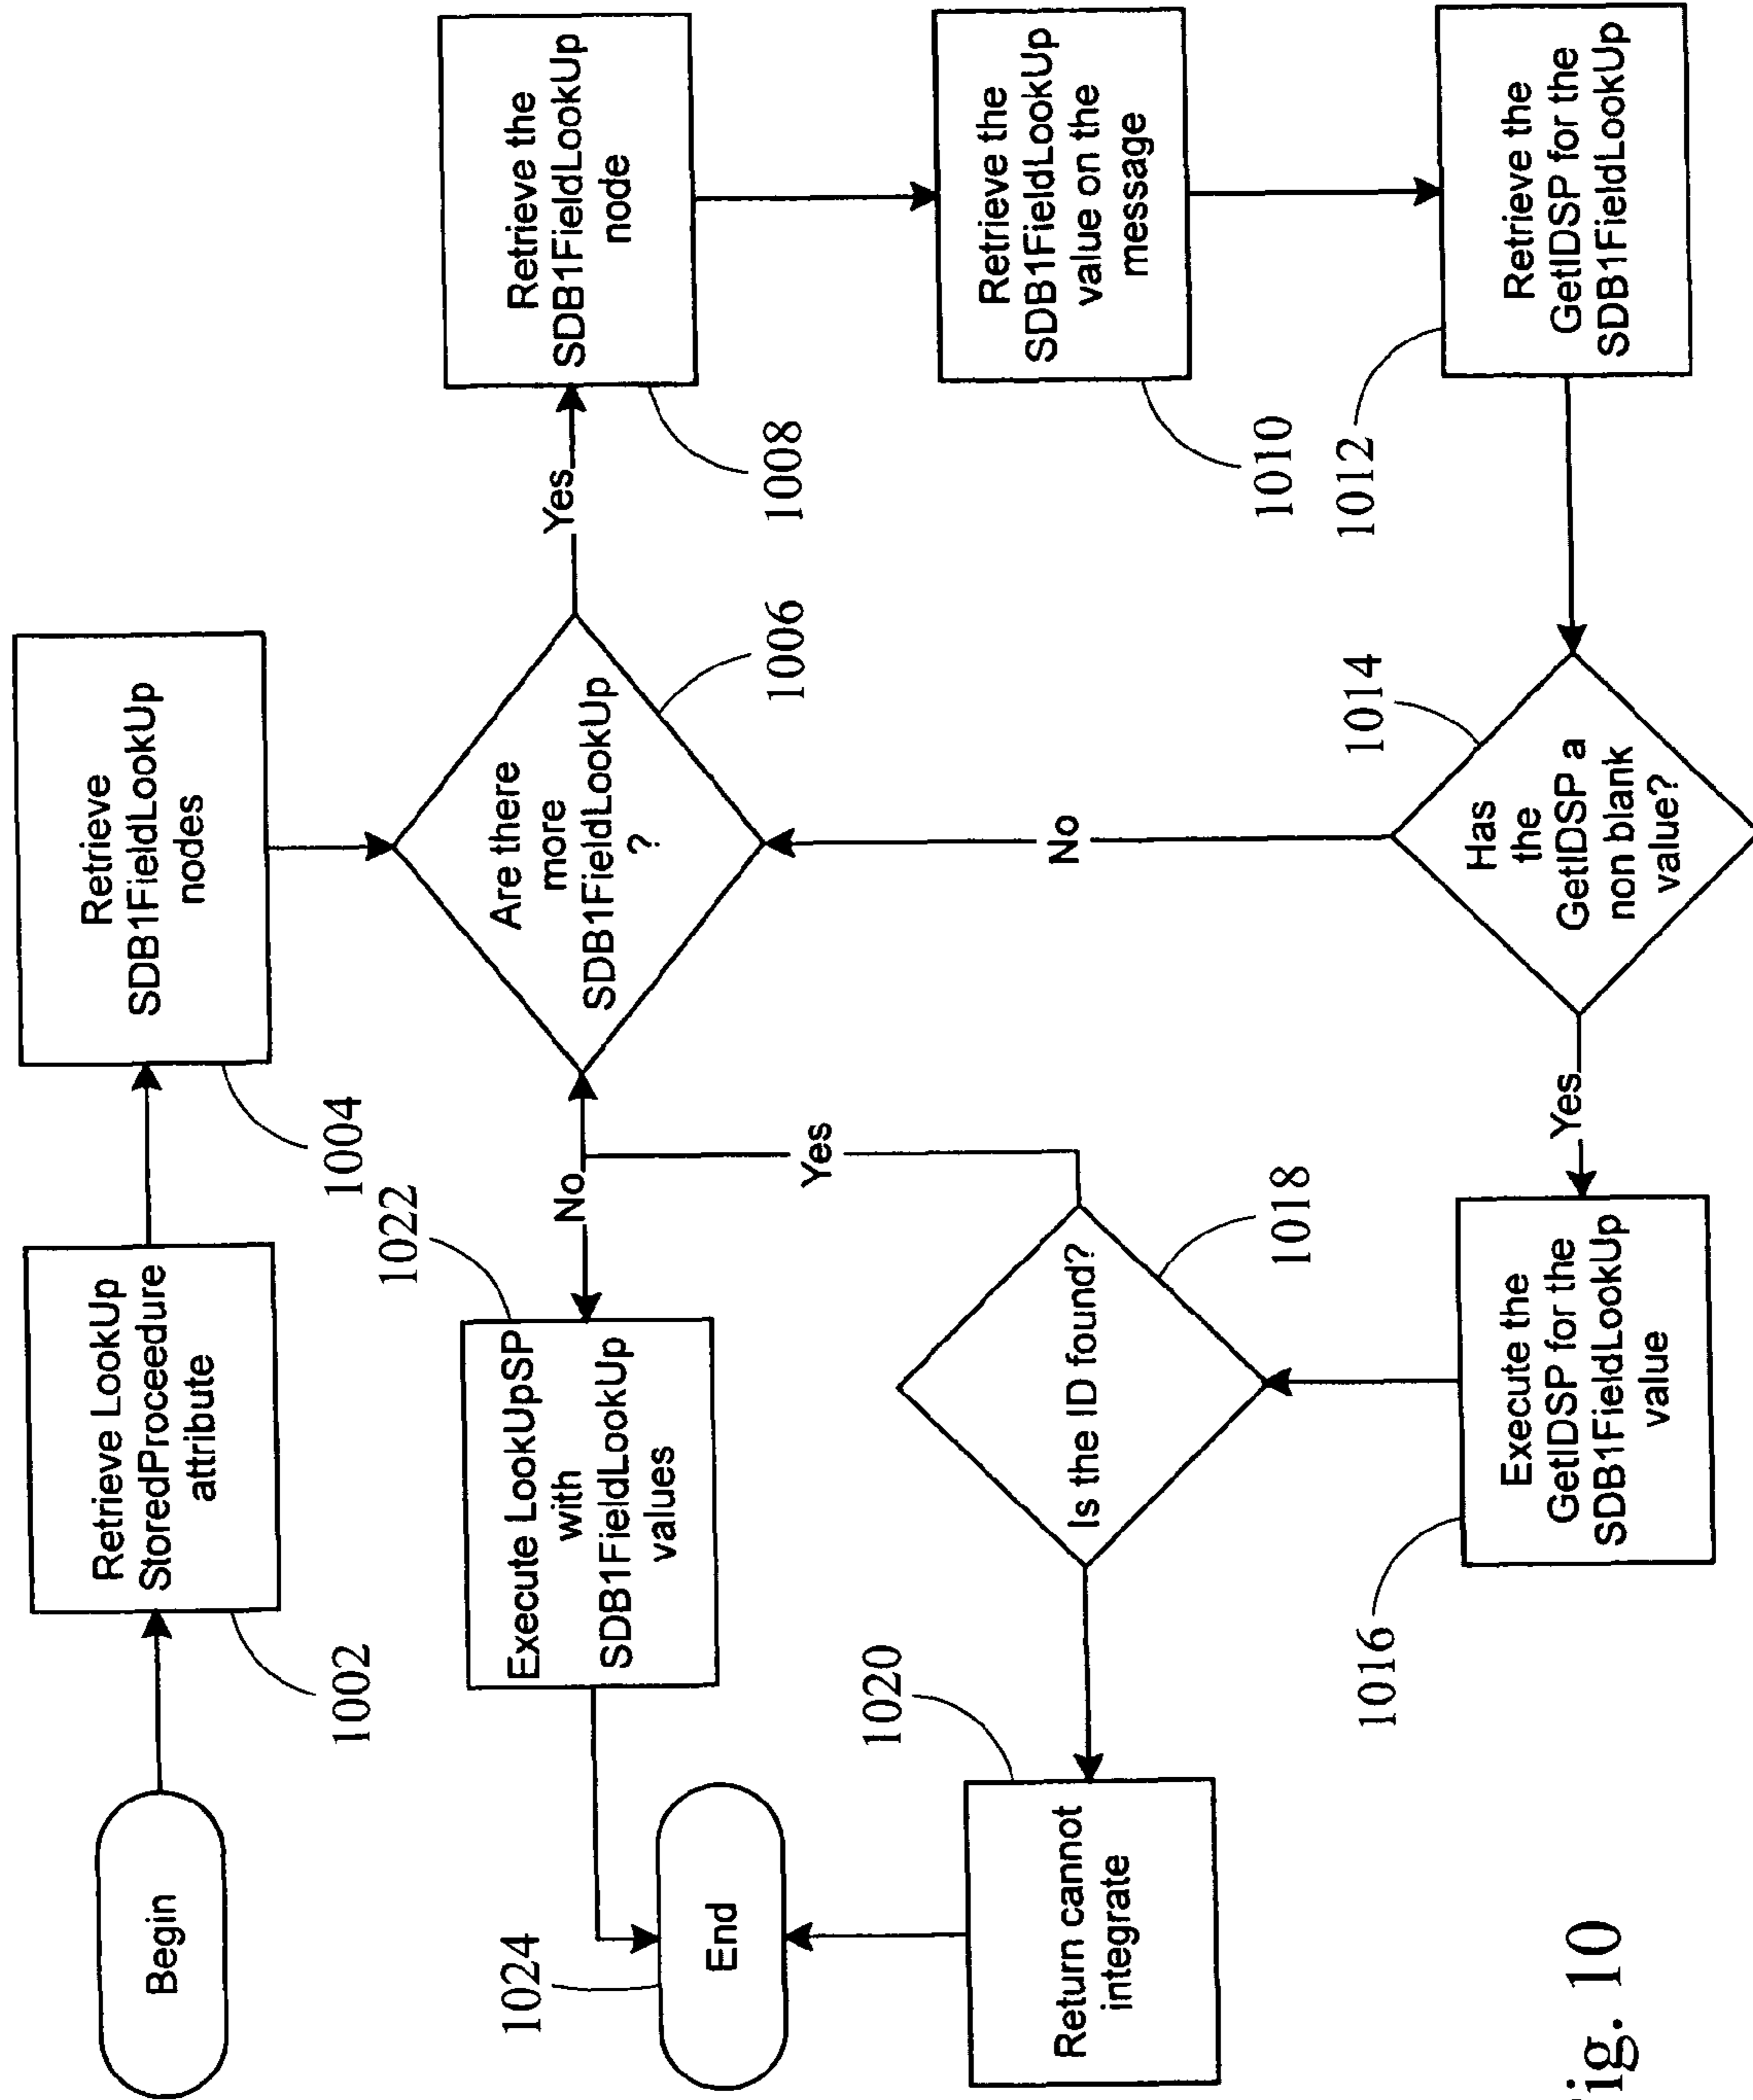 Begin
Retrieve LookUp
StoredProceedure
attribute
1002
Retrieve
SDB1FieldLookUp
nodes
1004
Are there
more
SDB1FieldLookUp
?
1006
Yes
No
Retrieve the
SDB1FieldLookUp
node
1008
Retrieve the
SDB1FieldLookUp
value on the
message
1010
Retrieve the
GetIDSP for the
SDB1FieldLookUp
1012
Has
the
GetIDSP a
non blank
value?
1014
No
Yes
Execute the
GetIDSP for the
SDB1FieldLookUp
value
1016
Is the ID found?
1018
Yes
Return cannot
integrate
1020
Execute LookUpSP
with
SDB1FieldLookUp
values
1022
End
1024
ig. 10